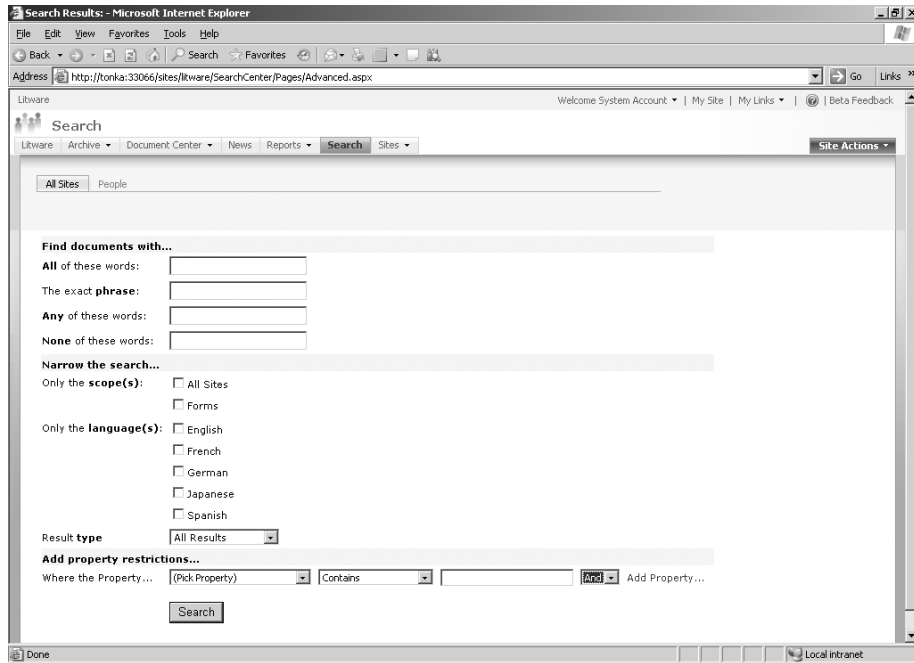 Search Results: - Microsoft Internet Explorer
File Edit View Favorites Tools Help
Back Search Favorites
Address http://tonka:33066/sites/litware/SearchCenter/Pages/Advanced.aspx Go Links »
Litware Welcome System Account | My Site | My Links | Beta Feedback
Search
Litware Archive Document Center News Reports Search Sites Site Actions
All Sites People
Find documents with...
All of these words:
The exact phrase:
Any of these words:
None of these words:
Narrow the search...
Only the scope(s): All Sites
Forms
Only the language(s): English
French
German
Japanese
Spanish
Result type All Results
Add property restrictions...
Where the Property... (Pick Property) Contains And Add Property...
Search
Done Local intranet